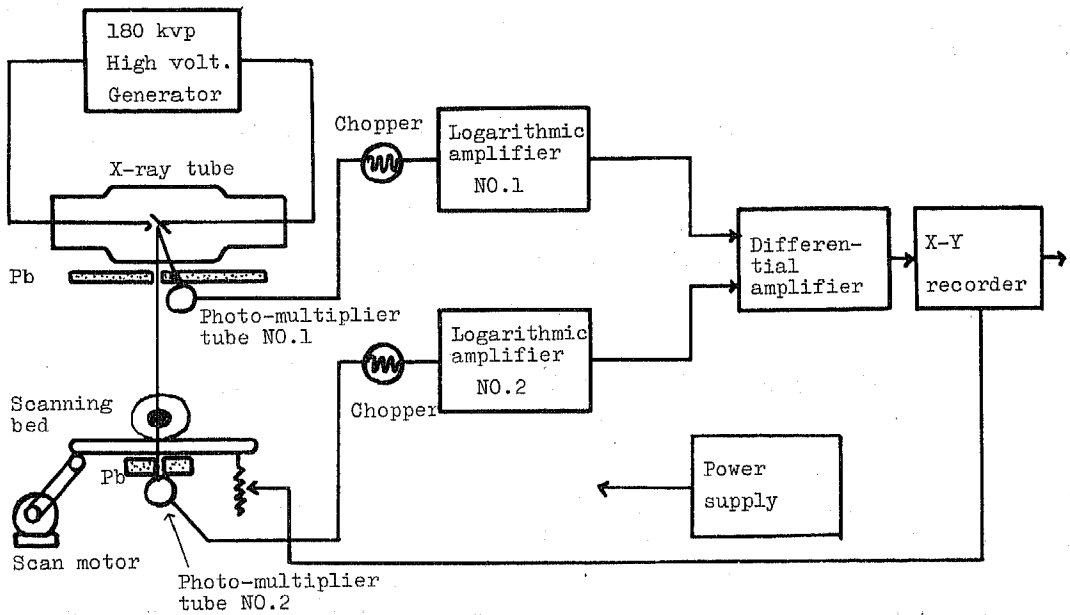 180 kvp
High volt.
Generator
X-ray tube
Pb
Photo-multiplier
tube NO.1
Chopper
Logarithmic
amplifier
NO.1
Differen-
tial
amplifier
X-Y
recorder
Logarithmic
amplifier
NO.2
Chopper
Scanning
bed
Pb
Scan motor
Photo-multiplier
tube NO.2
Power
supply